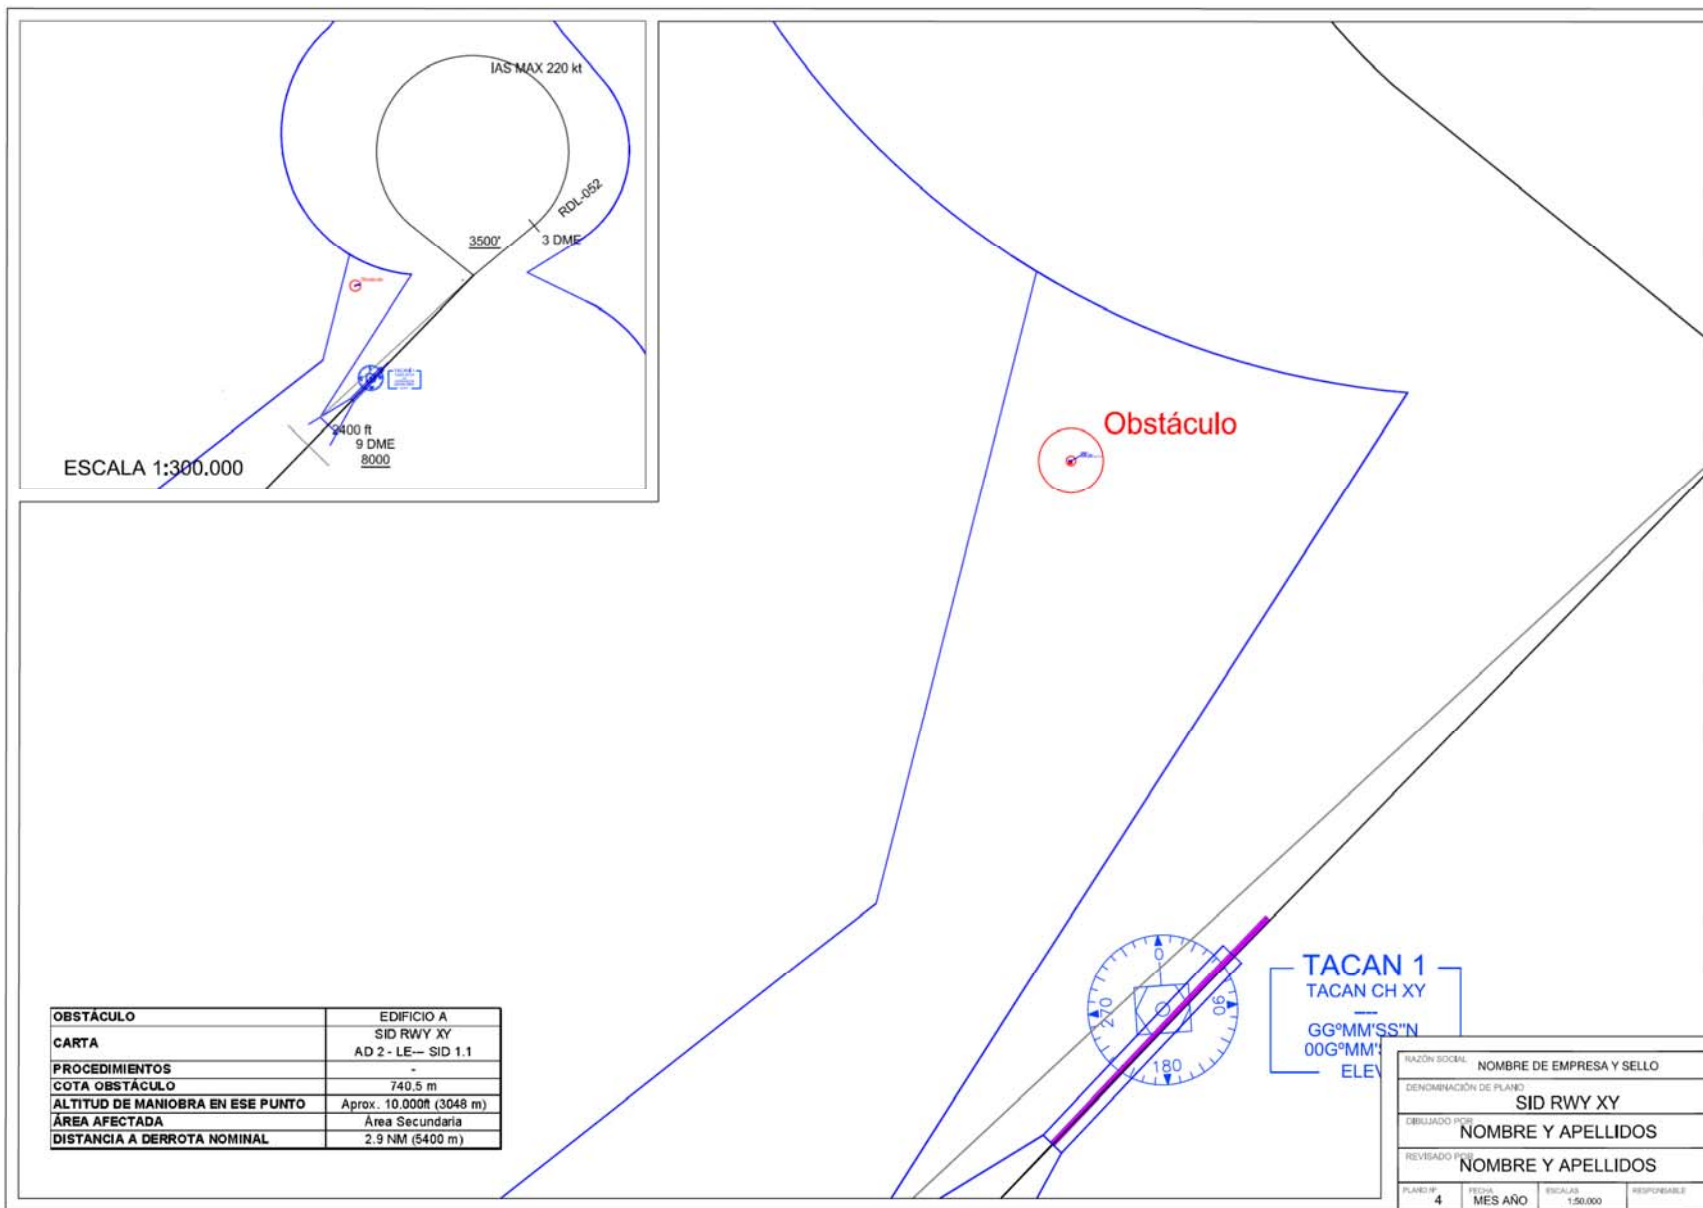 IAS MAX 220 kt
RDL-052
3500'
3 DME
2400 ft
9 DME
8000
ESCALA 1:300.000
Obstáculo
0
90
180
270
TACAN 1
TACAN CH XY
----
GGºMM'SS"N
00GºMM'S
ELEV
OBSTÁCULO EDIFICIO A
CARTA SID RWY XY
AD 2 - LE--- SID 1.1
PROCEDIMIENTOS -
COTA OBSTÁCULO 740,5 m
ALTITUD DE MANIOBRA EN ESE PUNTO Aprox. 10.000ft (3048 m)
ÁREA AFECTADA Área Secundaria
DISTANCIA A DERROTA NOMINAL 2.9 NM (5400 m)
RAZÓN SOCIAL NOMBRE DE EMPRESA Y SELLO
DENOMINACIÓN DE PLANO
SID RWY XY
DIBUJADO POR NOMBRE Y APELLIDOS
REVISADO POR NOMBRE Y APELLIDOS
PLANO Nº FECHA ESCALAS RESPONSABLE
4 MES AÑO 1:50.000